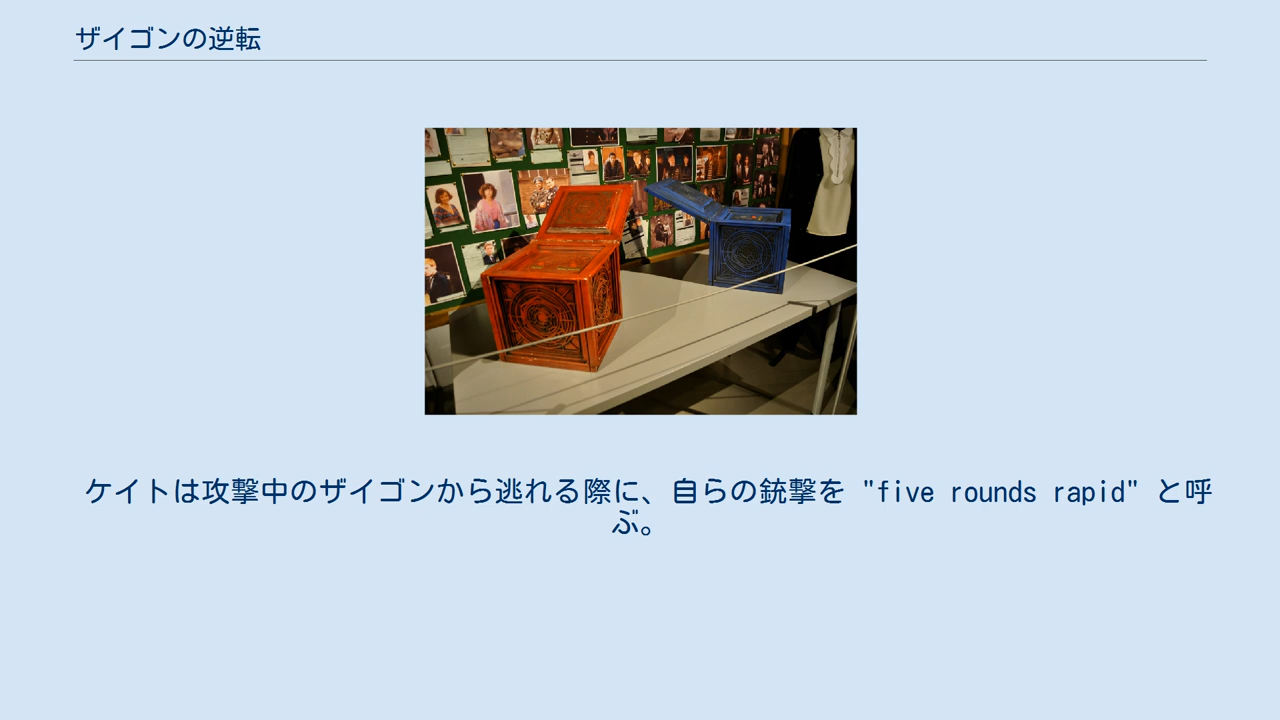 ザイゴンの逆転
ケイトは攻撃中のザイゴンから逃れる際に、自らの銃撃を "five rounds rapid" と呼
ぶ。